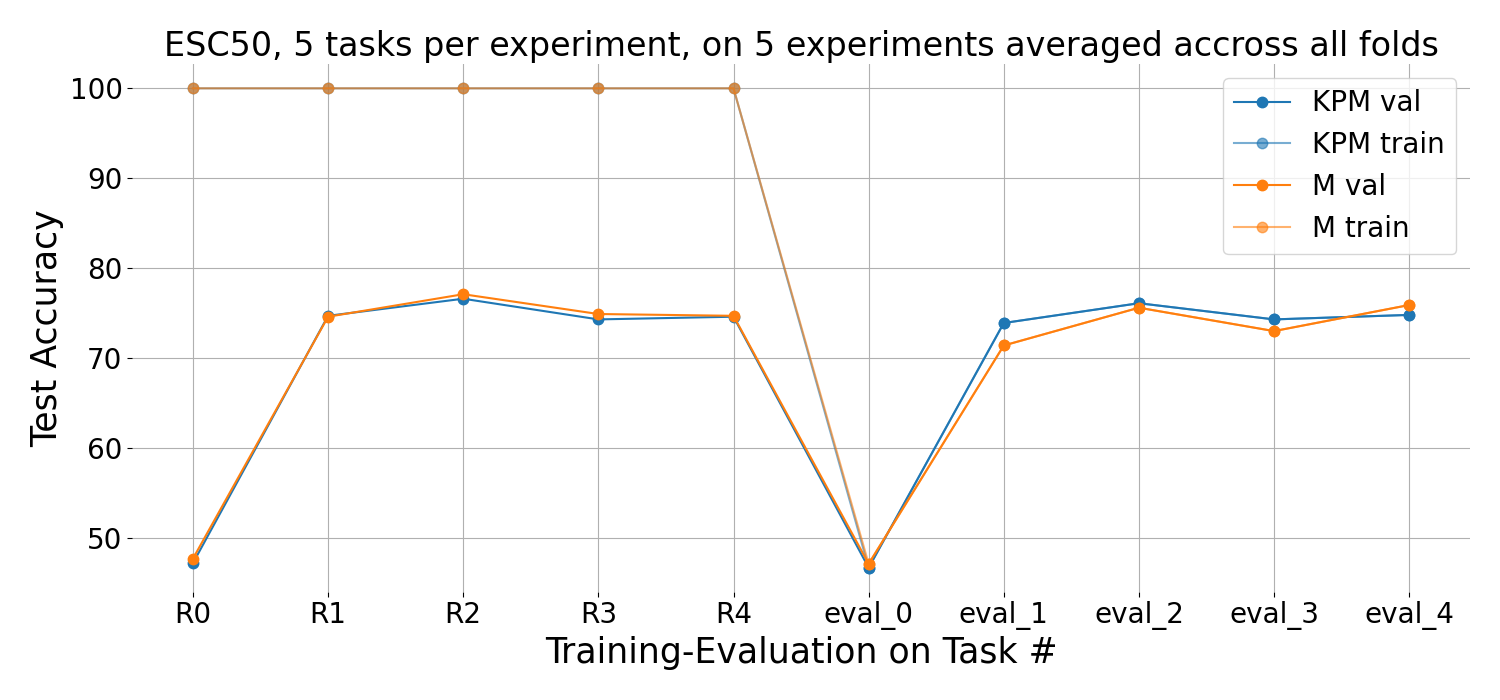 ESC50, 5 tasks per experiment, on 5 experiments averaged accross all folds
100
90
80
70
60
50
Test Accuracy
KPM val
KPM train
M val
M train
R0 R1 R2 R3 R4 eval_0 eval_1 eval_2 eval_3 eval_4
Training-Evaluation on Task #